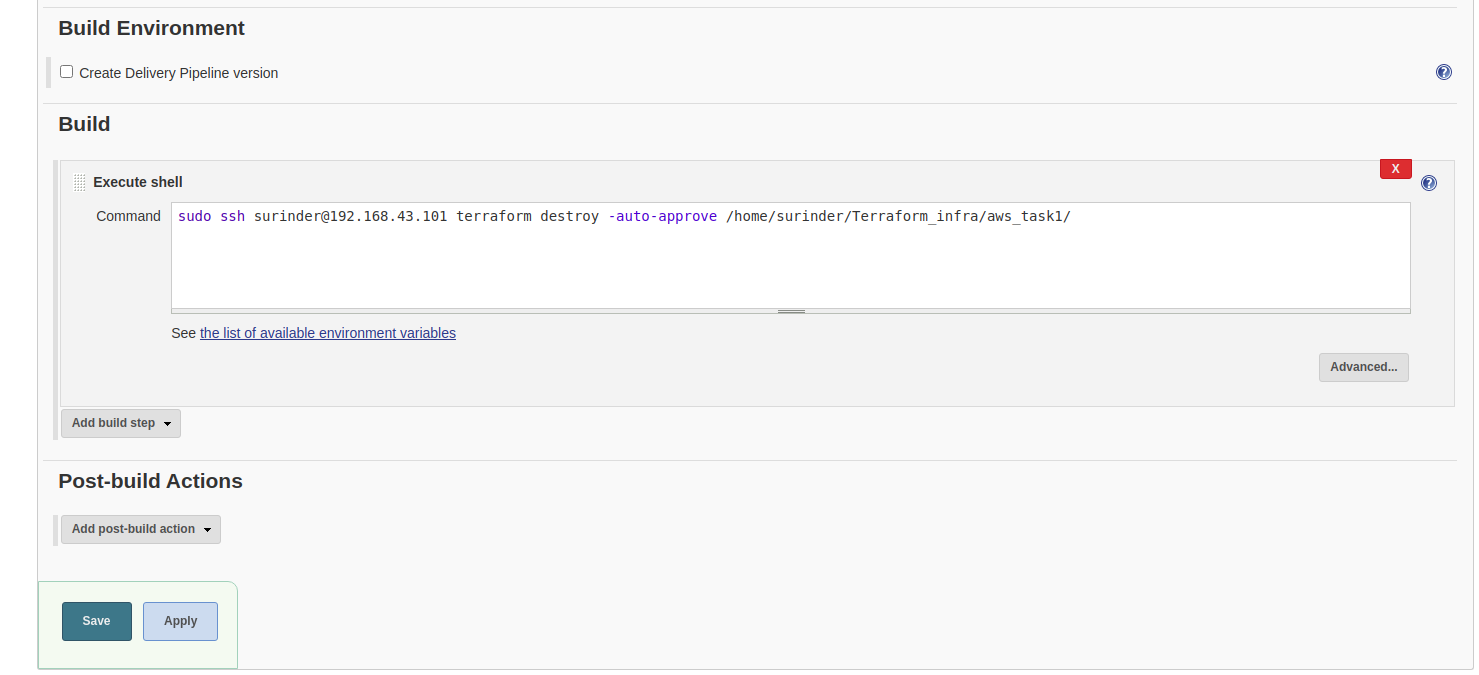 Build Environment
Create Delivery Pipeline version
?
Build
X
Execute shell
?
Command
sudo ssh surinder@192.168.43.101 terraform destroy -auto-approve /home/surinder/Terraform_infra/aws_task1/
See the list of available environment variables
Advanced...
Add build step
Post-build Actions
Add post-build action
Save Apply